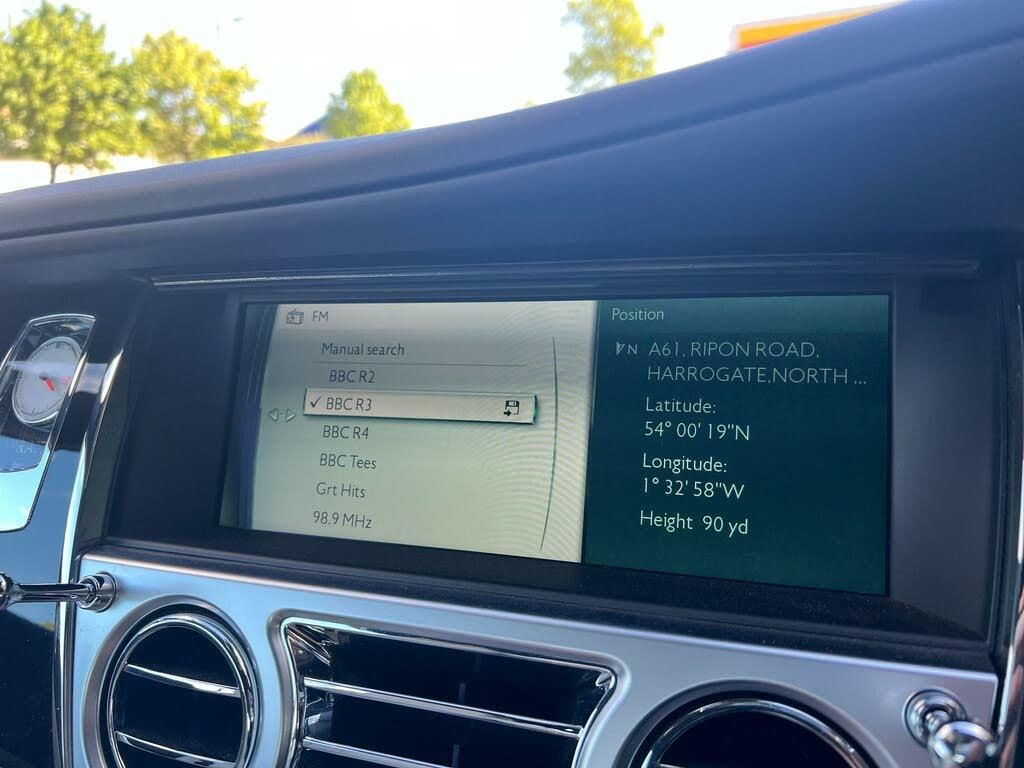 FM
Manual search
BBC R2
✓ BBC R3
BBC R4
BBC Tees
Grt Hits
98.9 MHz
Position
N A61, RIPON ROAD,
HARROGATE,NORTH ...
Latitude:
54° 00' 19"N
Longitude:
1° 32' 58"W
Height 90 yd